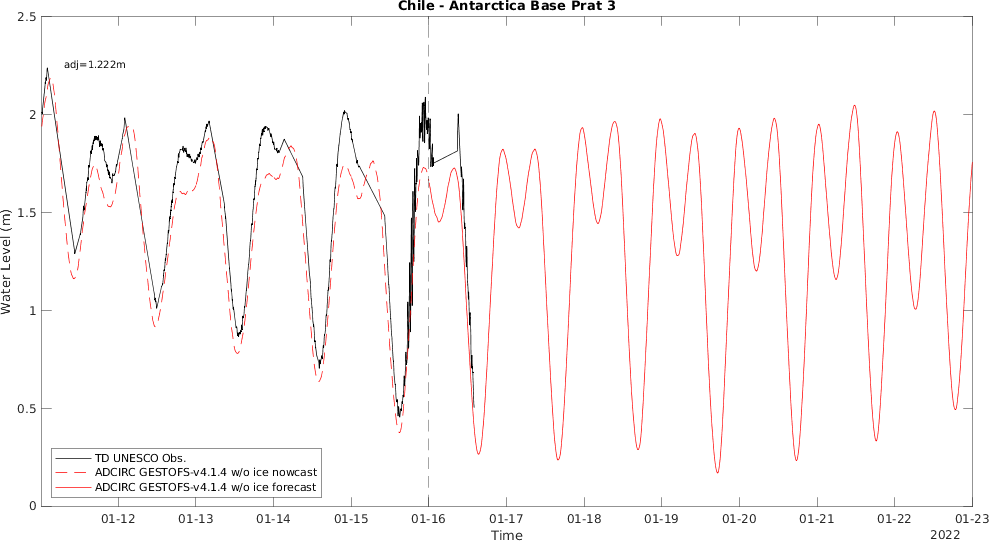 Chile - Antarctica Base Prat 3
2.5
adj=1.222m
2
1.5
Water Level (m)
1
0.5
TD UNESCO Obs.
ADCIRC GESTOFS-v4.1.4 w/o ice nowcast
ADCIRC GESTOFS-v4.1.4 w/o ice forecast
0
01-12 01-13 01-14 01-15 01-16 01-17 01-18 01-19 01-20 01-21 01-22 01-23
Time
2022